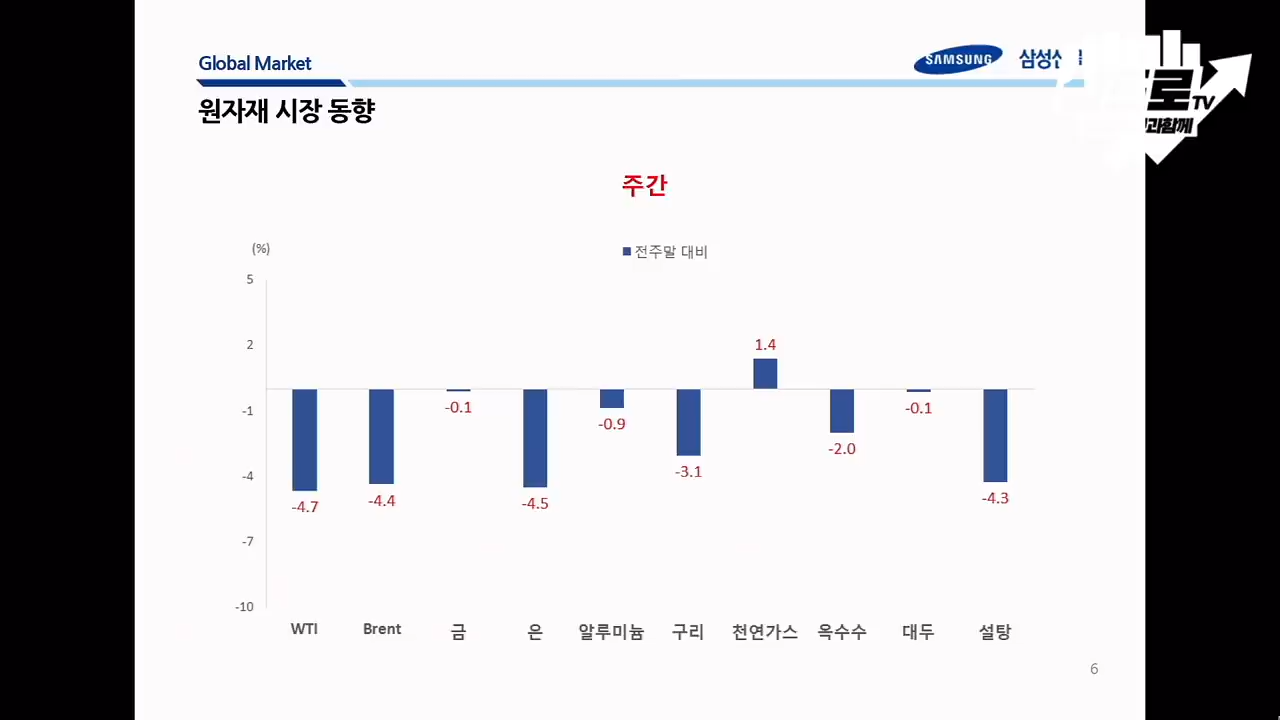 Global Market
SAMSUNG
원자재 시장 동향
TV
주간
(%)
전주말 대비
5
2
-1
-4
-7
-10
1.4
-0.1
-0.9
-0.1
-2.0
-3.1
-4.7
-4.4
-4.5
-4.3
WTI Brent 금 은 알루미늄 구리 천연가스 옥수수 대두 설탕
6